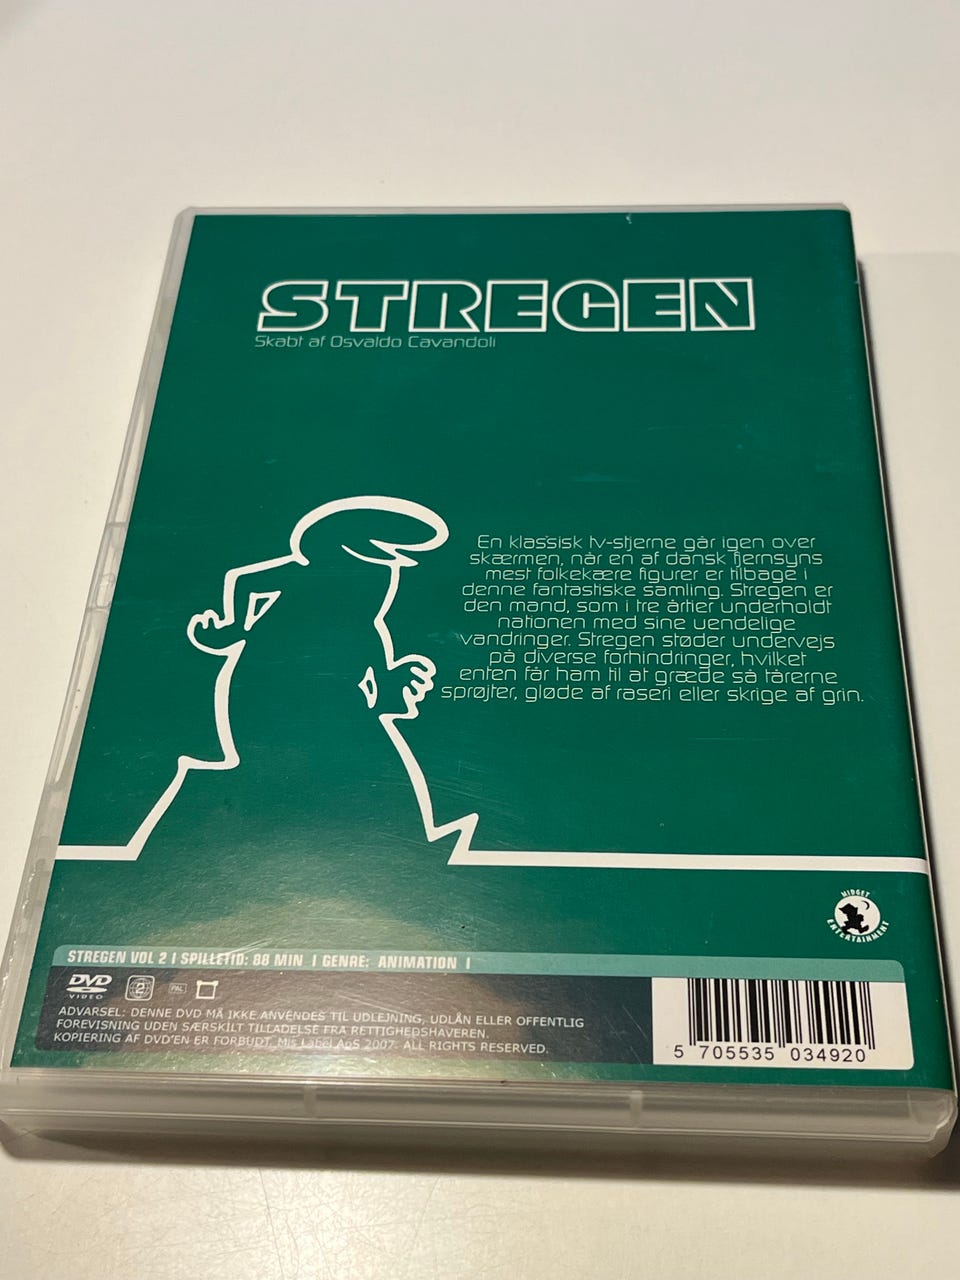 STREGEN
Skabt af Osvaldo Cavandoli
En klassisk tv-stjerne går igen over
skærmen, når en af dansk fjernsyns
mest folkekære figurer er tilbage i
denne fantastiske samling. Stregen er
den mand, som i tre årtier underholdt
nationen med sine uendelige
vandringer. Stregen støder undervejs
på diverse forhindringer, hvilket
enten får ham til at græde så tårerne
sprøjter, gløde af raseri eller skrige af grin.
MIDGET
ENTERTAINMENT
STREGEN VOL 2 | SPILLETID: 88 MIN | GENRE: ANIMATION |
DVD
VIDEO
2
PAL
ADVARSEL: DENNE DVD MÅ IKKE ANVENDES TIL UDLEJNING, UDLÅN ELLER OFFENTLIG
FOREVISNING UDEN SÆRSKILT TILLADELSE FRA RETTIGHEDSHAVEREN.
KOPIERING AF DVD'EN ER FORBUDT. Mis Label ApS 2007. ALL RIGHTS RESERVED.
5 705535 034920